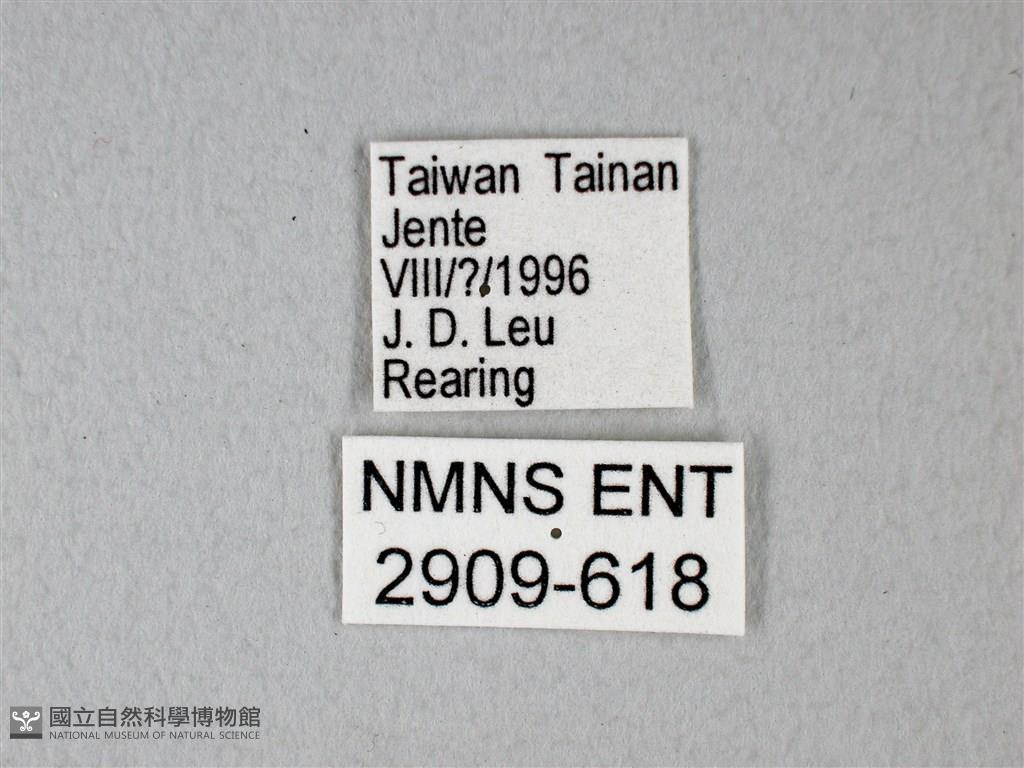 Taiwan Tainan
Jente
VIII/?/1996
J. D. Leu
Rearing
NMNS ENT
2909-618
國立自然科學博物館
NATIONAL MUSEUM OF NATURAL SCIENCE